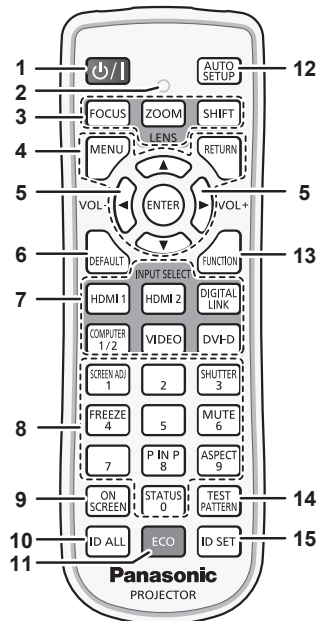 1 ⏻/I AUTO SETUP 12
2
3 FOCUS ZOOM SHIFT
LENS
4 MENU RETURN
5 ▲ 5
VOL- ◀ ENTER ▶ VOL+
▼
6 DEFAULT FUNCTION 13
INPUT SELECT
7 HDMI 1 HDMI 2 DIGITAL LINK
COMPUTER 1/2 VIDEO DVI-D
SCREEN ADJ 1 2 SHUTTER 3
8 FREEZE 4 5 MUTE 6
7 P IN P 8 ASPECT 9
9 ON SCREEN STATUS 0 TEST PATTERN 14
10 ID ALL ECO ID SET 15
11
Panasonic
PROJECTOR